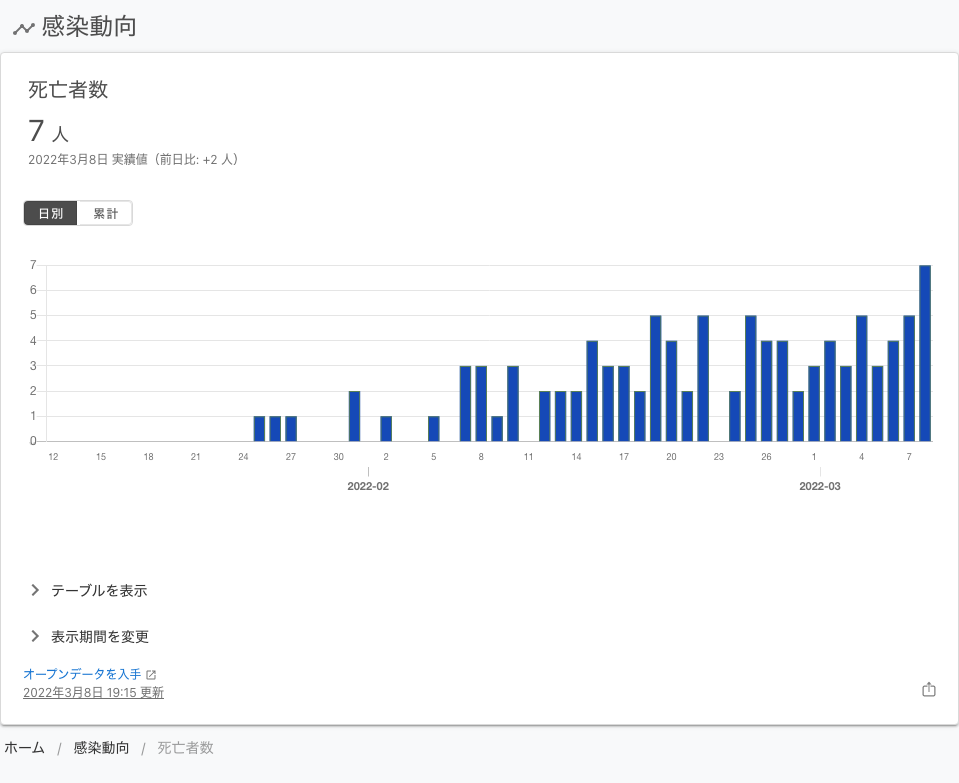 感染動向
死亡者数
7 人
2022年3月8日 実績値（前日比: +2 人）
日別 累計
7
6
5
4
3
2
1
0
12 15 18 21 24 27 30 2 5 8 11 14 17 20 23 26 1 4 7
2022-02 2022-03
テーブルを表示
表示期間を変更
オープンデータを入手
2022年3月8日 19:15 更新
ホーム / 感染動向 / 死亡者数